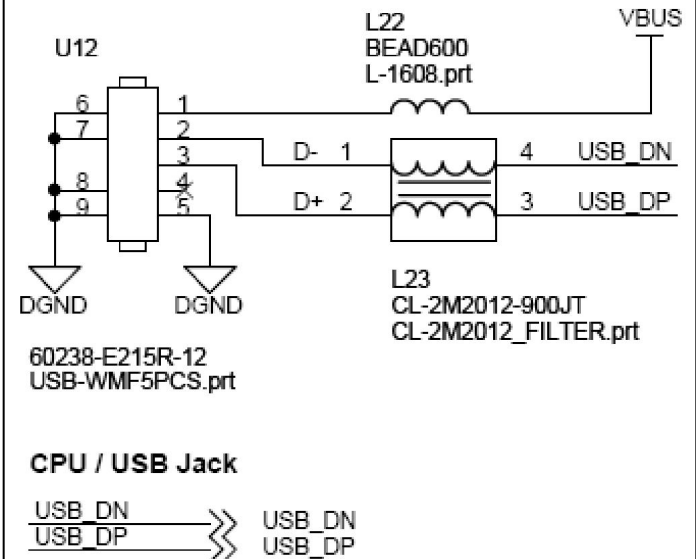 U12
L22
BEAD600
L-1608.prt
VBUS
6
7
8
9
1
2
3
4
5
D- 1
4 USB_DN
D+ 2
3 USB_DP
DGND
DGND
L23
CL-2M2012-900JT
CL-2M2012_FILTER.prt
60238-E215R-12
USB-WMF5PCS.prt
CPU / USB Jack
USB_DN
USB_DP
USB_DN
USB_DP